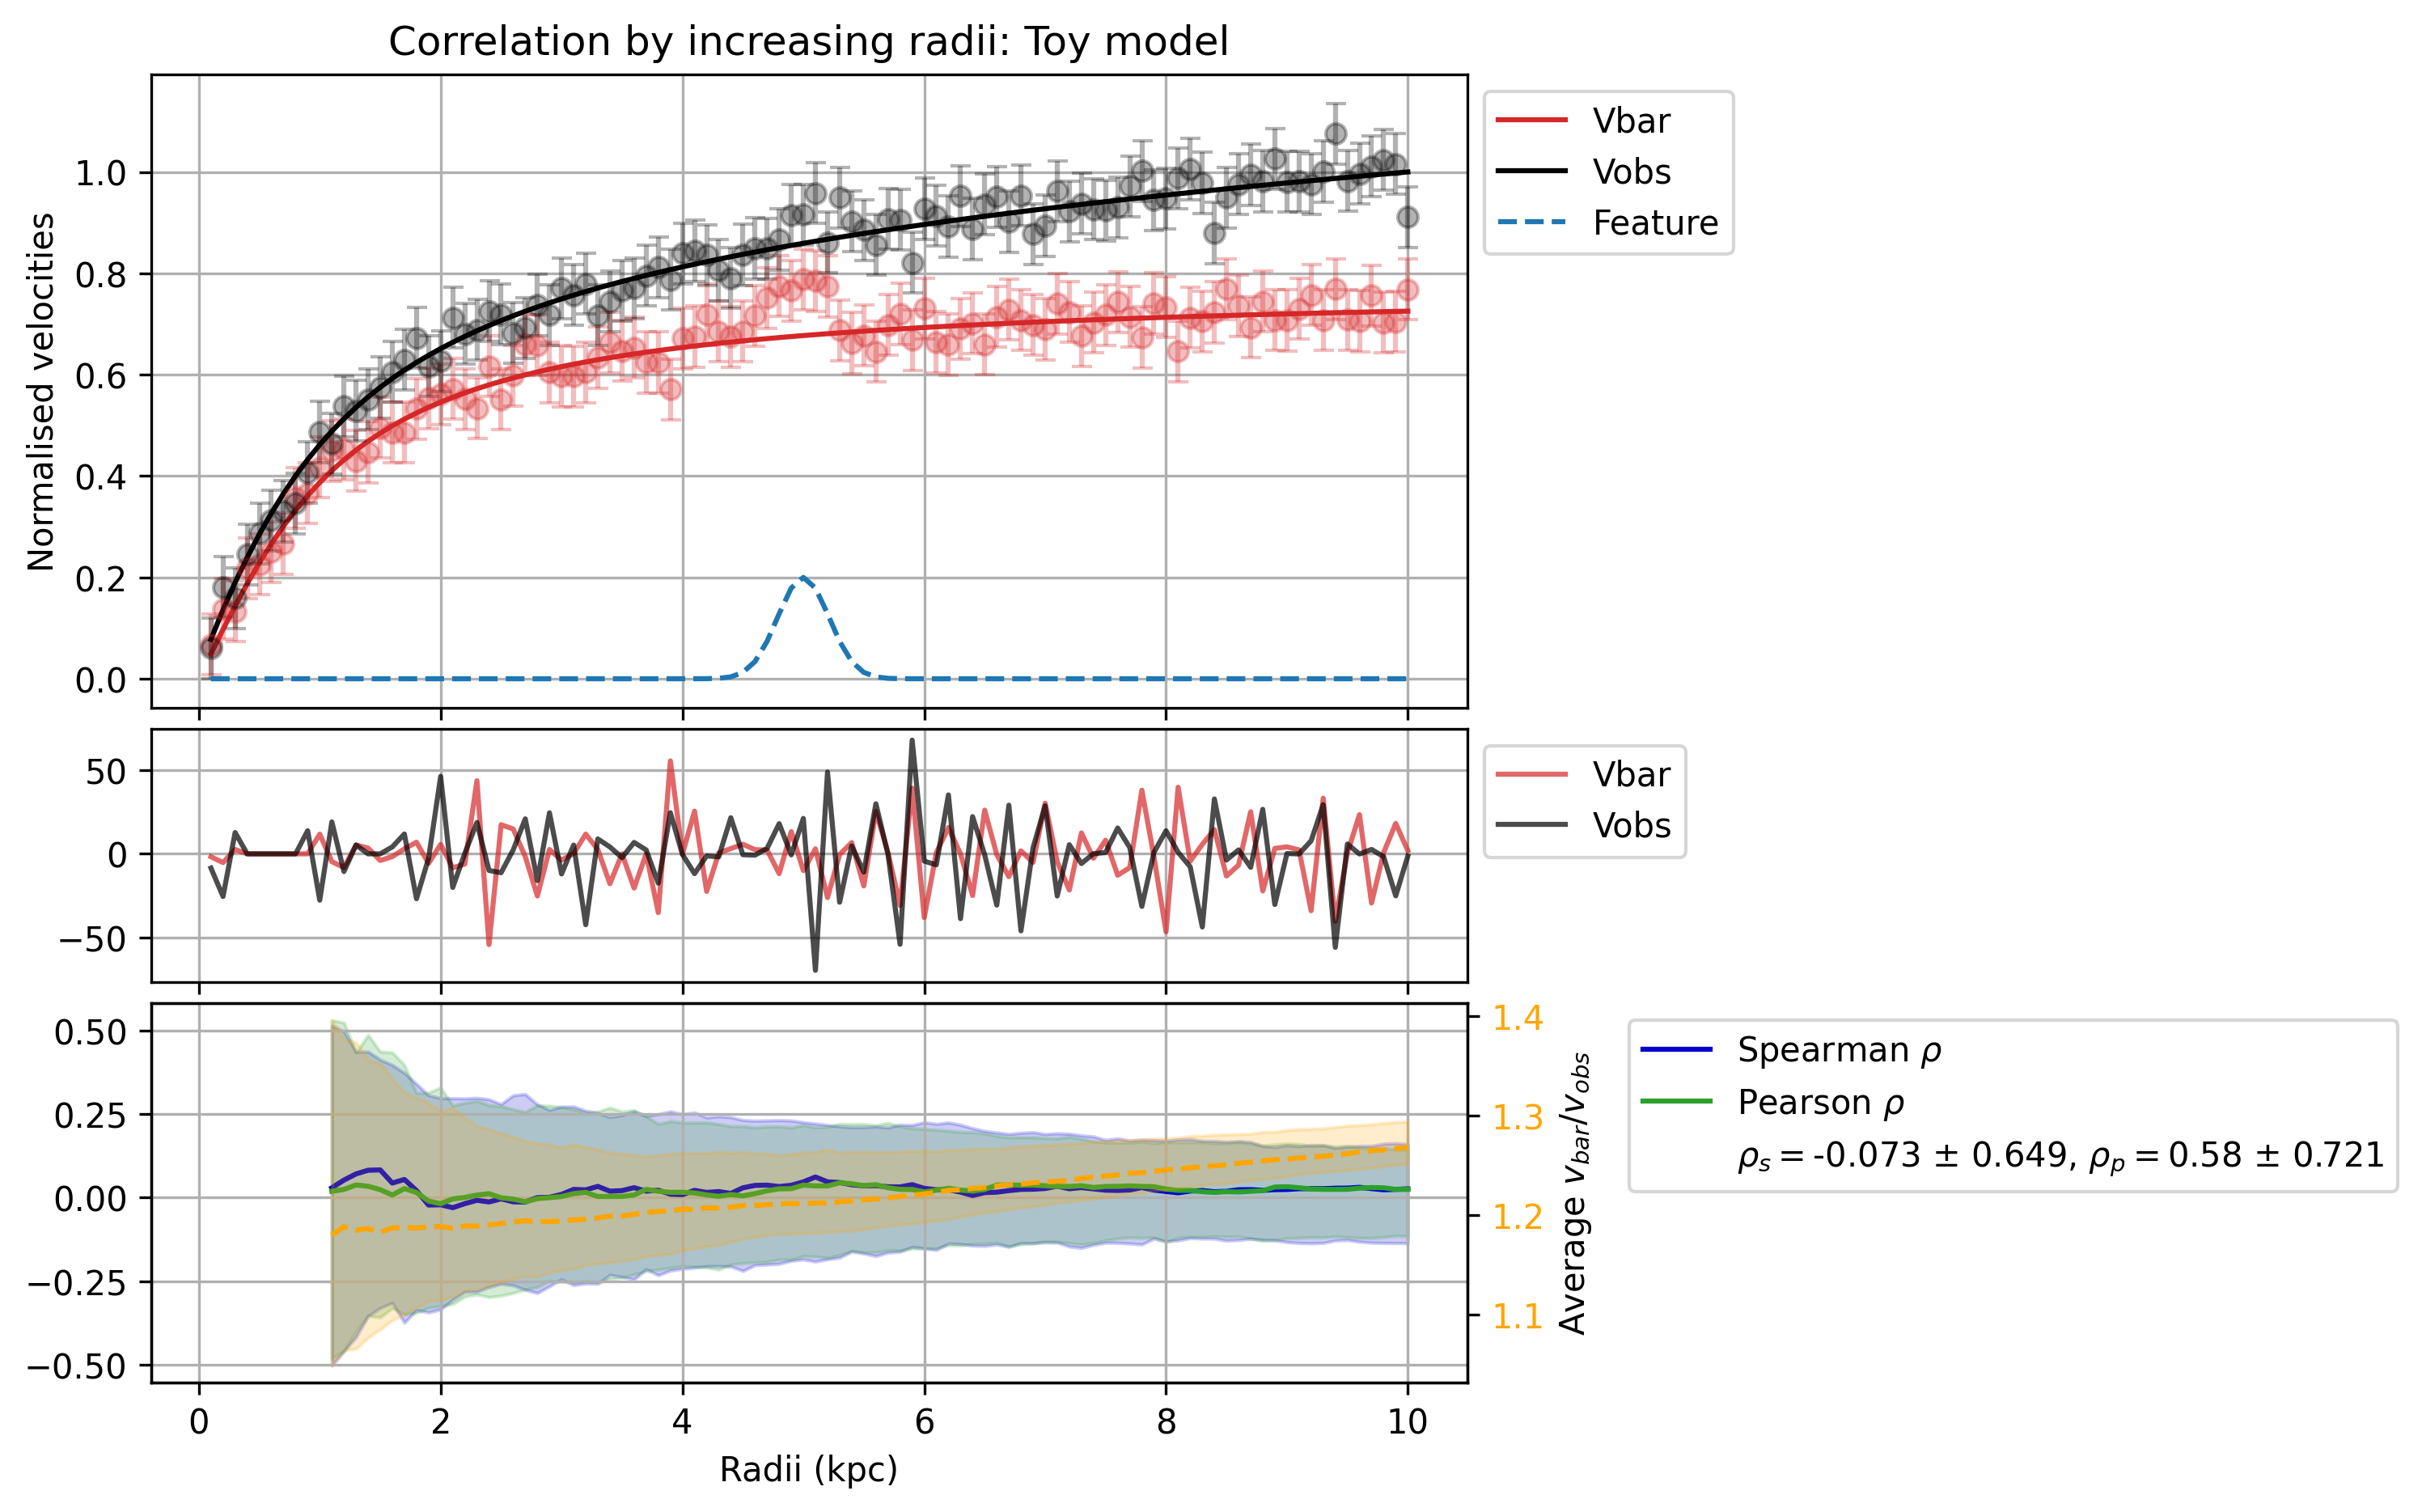 Correlation by increasing radii: Toy model
Normalised velocities
1.0
0.8
0.6
0.4
0.2
0.0
Vbar
Vobs
Feature
50
0
−50
Vbar
Vobs
0.50
0.25
0.00
−0.25
−0.50
1.4
1.3
1.2
1.1
Average v_bar/v_obs
Spearman ρ
Pearson ρ
ρ_s = -0.073 ± 0.649, ρ_p = 0.58 ± 0.721
0 2 4 6 8 10
Radii (kpc)